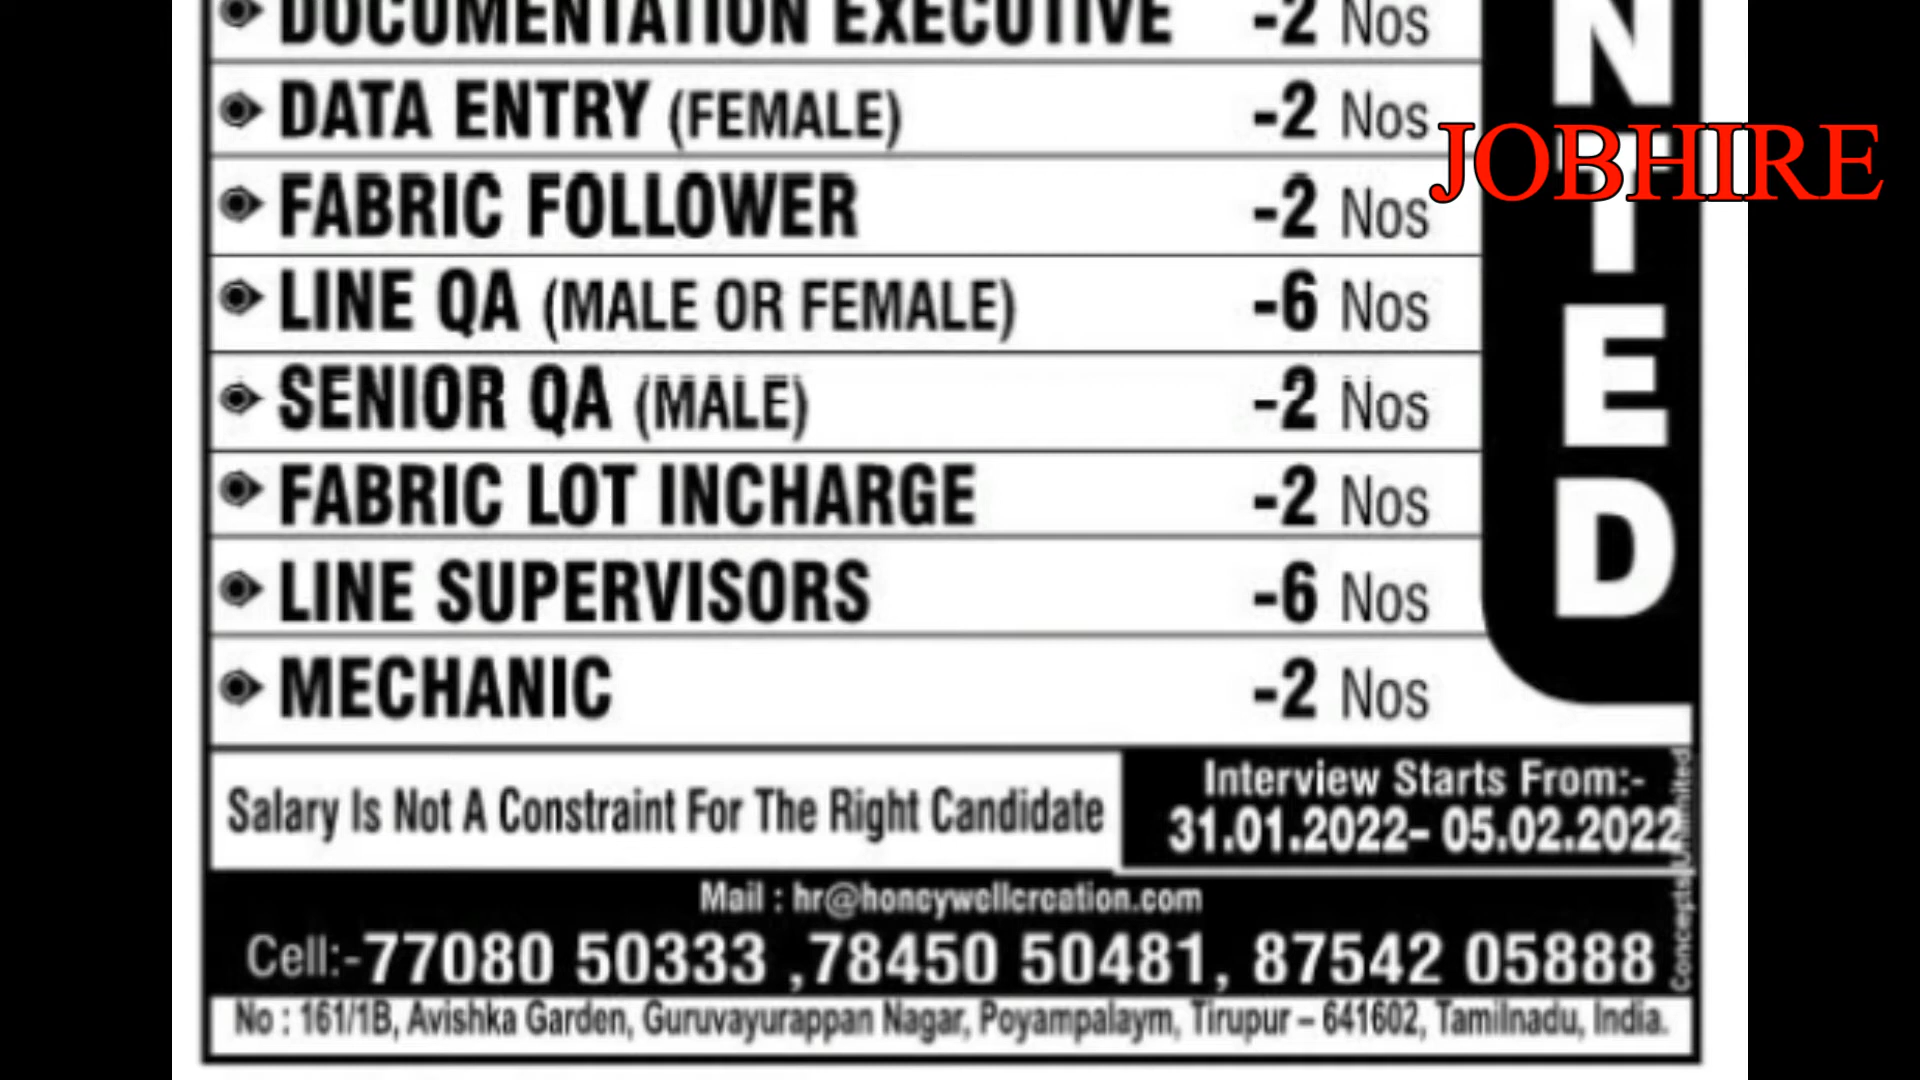 DOCUMENTATION EXECUTIVE -2 Nos
DATA ENTRY (FEMALE) -2 Nos
FABRIC FOLLOWER -2 Nos
LINE QA (MALE OR FEMALE) -6 Nos
SENIOR QA (MALE) -2 Nos
FABRIC LOT INCHARGE -2 Nos
LINE SUPERVISORS -6 Nos
MECHANIC -2 Nos
N
T
E
D
JOBHIRE
Salary Is Not A Constraint For The Right Candidate
Interview Starts From:-
31.01.2022- 05.02.2022
Mail : hr@honeywellcreation.com
Cell:-77080 50333 ,78450 50481, 87542 05888
No : 161/1B, Avishka Garden, Guruvayurappan Nagar, Poyampalaym, Tirupur – 641602, Tamilnadu, India.